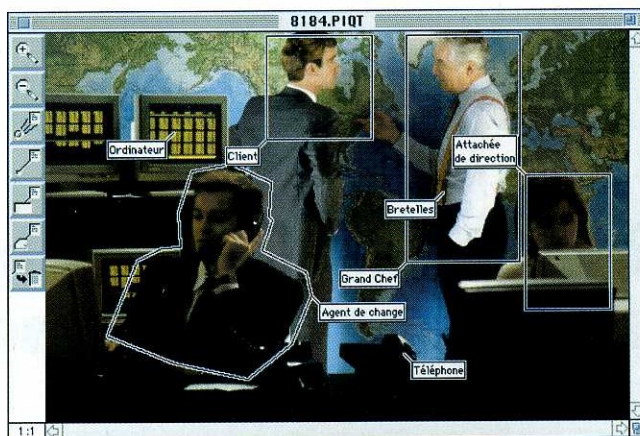 8184.PIQT
Ordinateur
Client
Attachée
de direction
Bretelles
Grand Chef
Agent de change
Téléphone
1:1